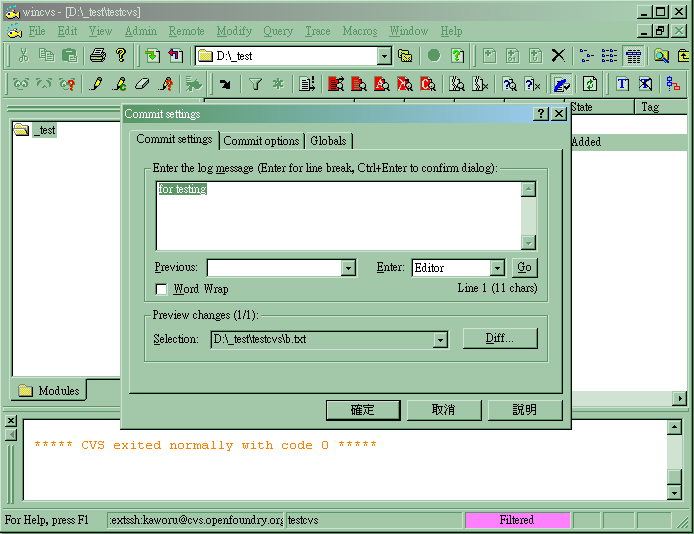 wincvs - [D:\_test\testcvs]
File Edit View Admin Remote Modify Query Trace Macros Window Help
D:\_test
State Tag
_test
Added
Commit settings
Commit settings Commit options Globals
Enter the log message (Enter for line break, Ctrl+Enter to confirm dialog):
for testing
Previous: Enter: Editor Go
Word Wrap Line 1 (11 chars)
Preview changes (1/1):
Selection: D:\_test\testcvs\b.txt Diff...
Modules
確定 取消 說明
***** CVS exited normally with code 0 *****
For Help, press F1 :extssh:kaworu@cvs.openfoundry.org testcvs Filtered